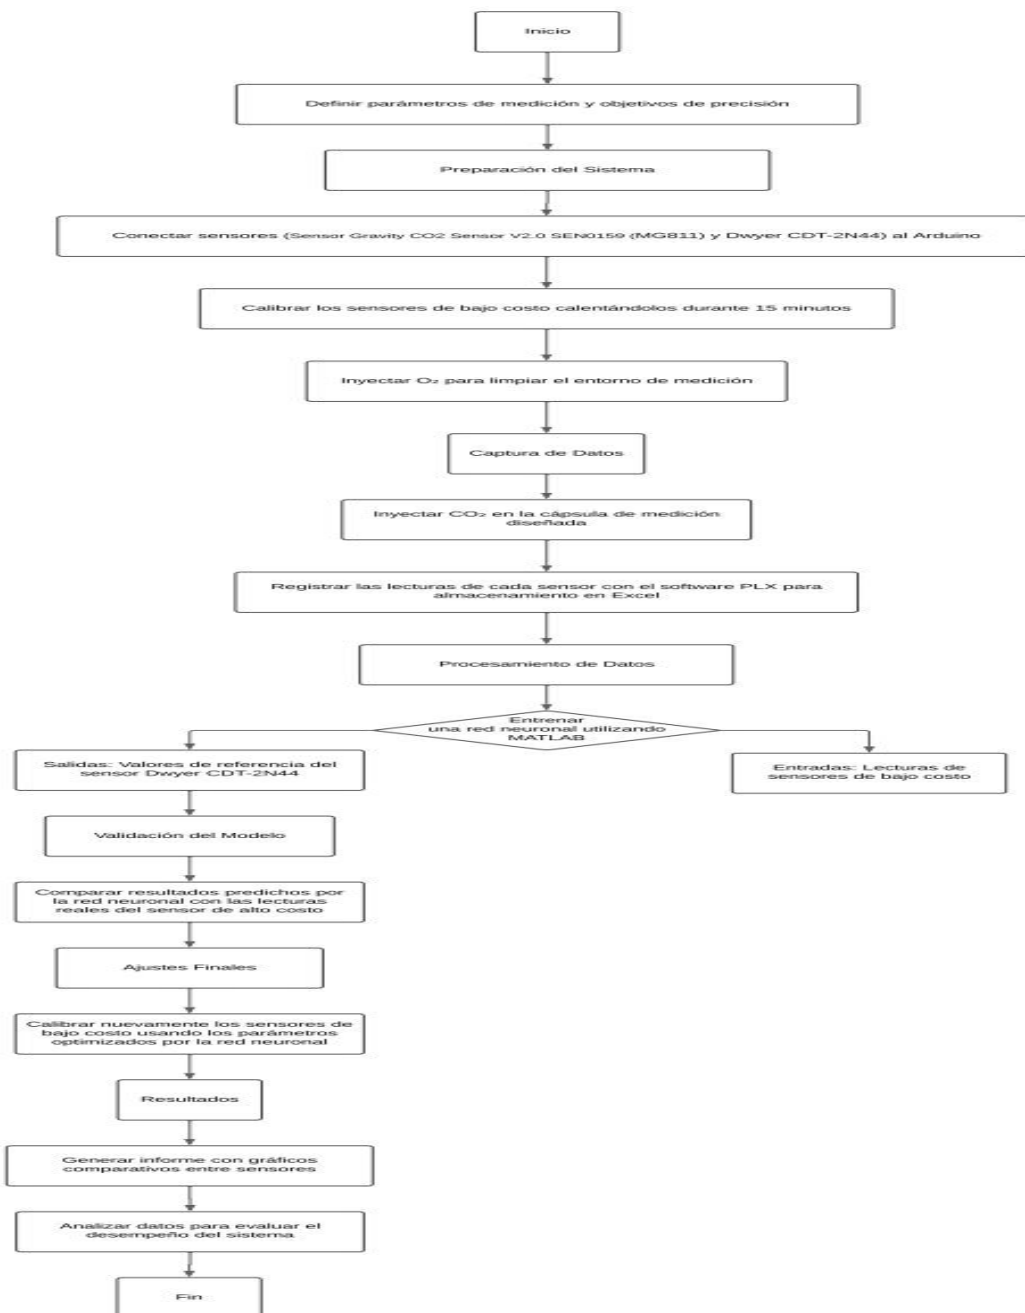 Inicio
Definir parámetros de medición y objetivos de precisión
Preparación del Sistema
Conectar sensores (Sensor Gravity CO2 Sensor V2.0 SEN0159 (MG811) y Dwyer CDT-2N44) al Arduino
Calibrar los sensores de bajo costo calentándolos durante 15 minutos
Inyectar O₂ para limpiar el entorno de medición
Captura de Datos
Inyectar CO₂ en la cápsula de medición
diseñada
Registrar las lecturas de cada sensor con el software PLX para
almacenamiento en Excel
Procesamiento de Datos
Entrenar
una red neuronal utilizando
MATLAB
Salidas: Valores de referencia del
sensor Dwyer CDT-2N44
Entradas: Lecturas de
sensores de bajo costo
Validación del Modelo
Comparar resultados predichos por
la red neuronal con las lecturas
reales del sensor de alto costo
Ajustes Finales
Calibrar nuevamente los sensores de
bajo costo usando los parámetros
optimizados por la red neuronal
Resultados
Generar informe con gráficos
comparativos entre sensores
Analizar datos para evaluar el
desempeño del sistema
Fin